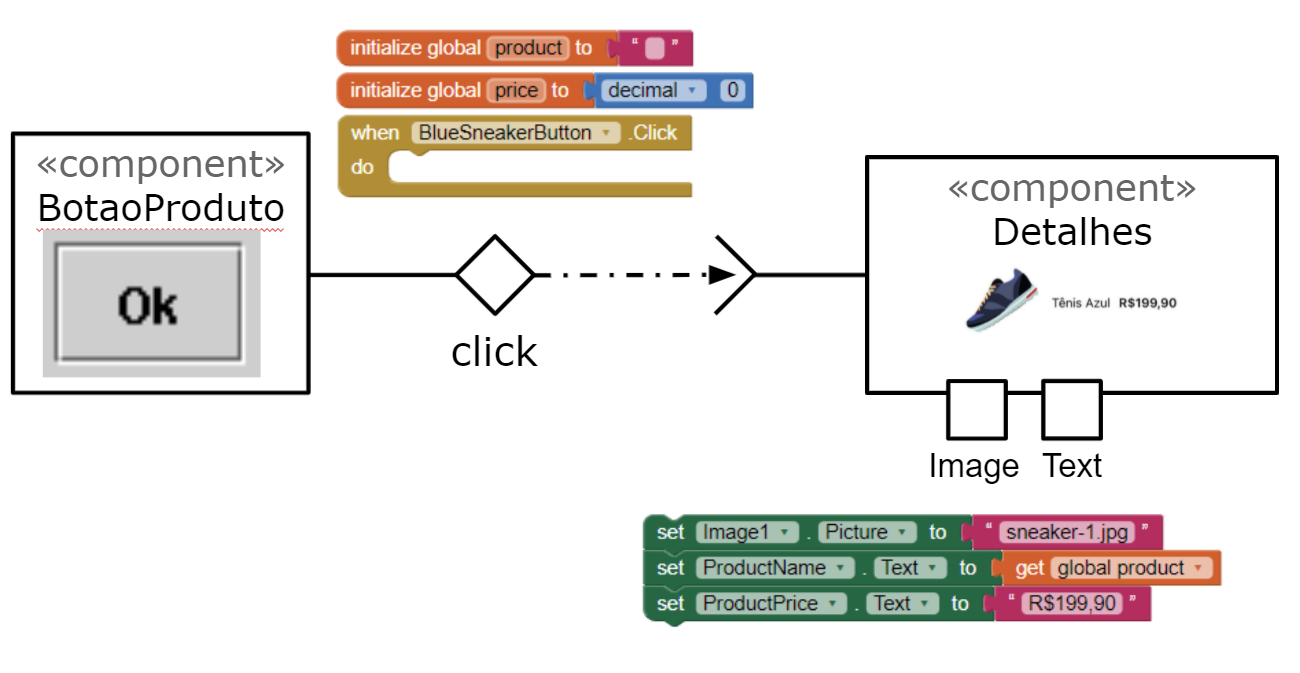 initialize global product to “ ”
initialize global price to decimal 0
when BlueSneakerButton .Click
do
«component»
BotaoProduto
Ok
click
«component»
Detalhes
Tênis Azul R$199,90
Image Text
set Image1 . Picture to “ sneaker-1.jpg ”
set ProductName . Text to get global product
set ProductPrice . Text to “ R$199,90 ”